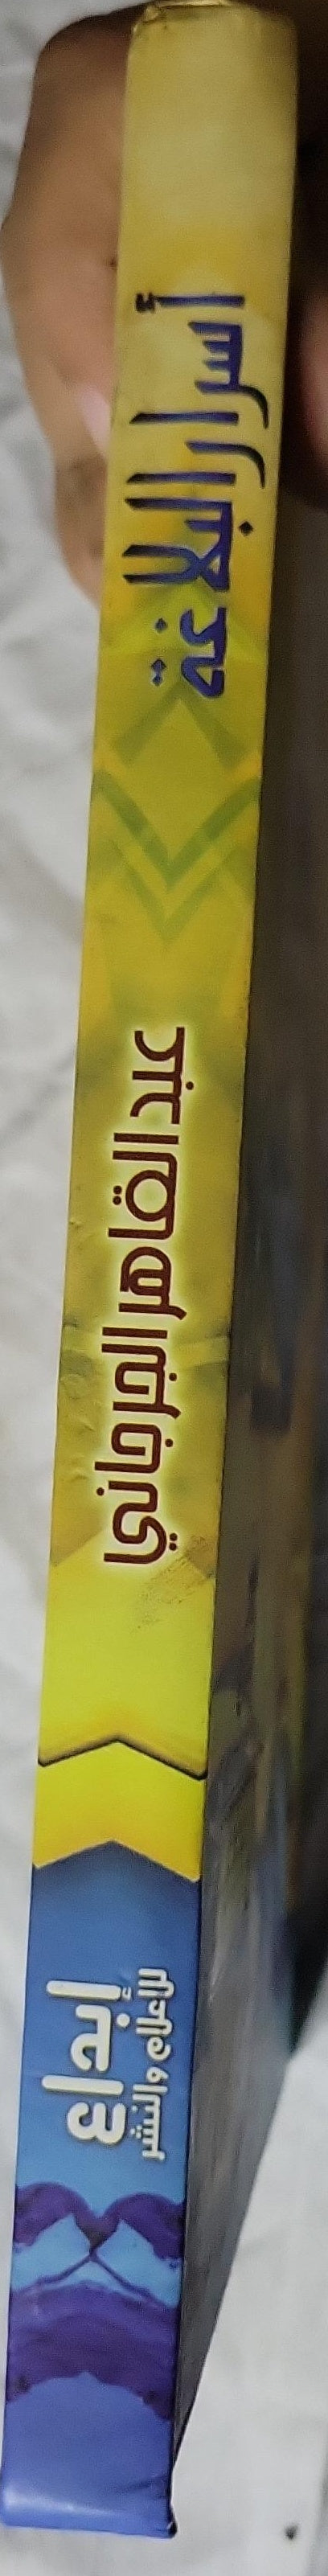 أسرار البلاغة
عبد القاهر الجرجاني
إبداع
للإعلام والنشر